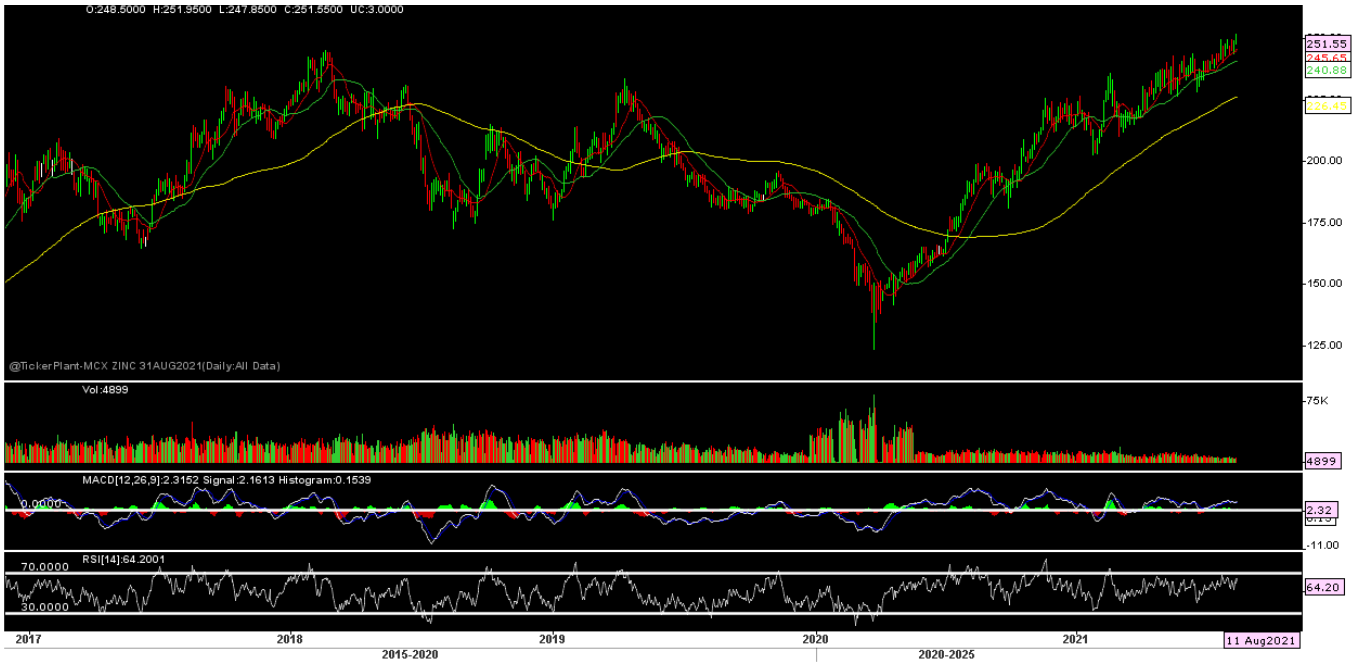 O:248.5000 H:251.9500 L:247.8500 C:251.5500 UC:3.0000
251.55
245.65
240.88
226.45
200.00
175.00
150.00
125.00
@TickerPlant-MCX ZINC 31AUG2021(Daily:All Data)
Vol:4899
75K
4899
MACD[12,26,9]:2.3152 Signal:2.1613 Histogram:0.1539
0.0000
2.32
-11.00
RSI[14]:64.2001
70.0000
64.20
30.0000
2017 2018 2019 2020 2021 11 Aug2021
2015-2020 2020-2025